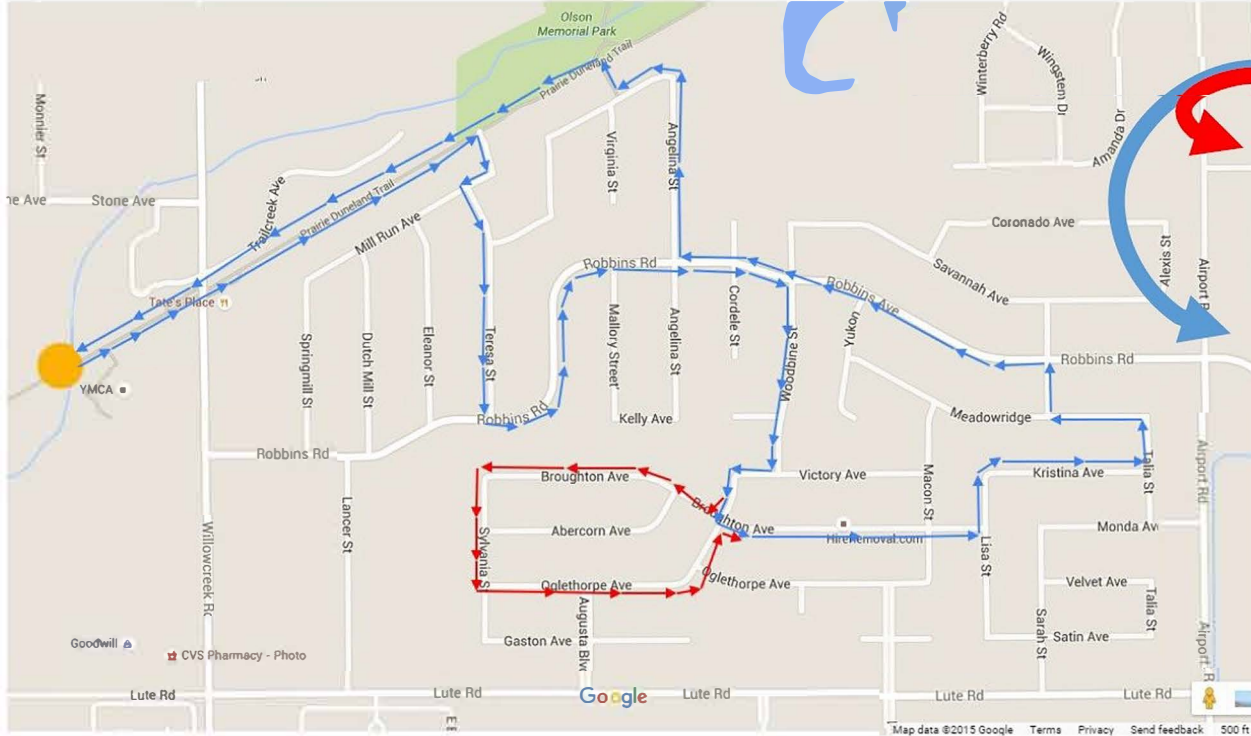 Olson
Memorial Park
Prairie Duneland Trail
Winterberry Rd
Wingstem Dr
Amanda Dr
Monnier St
Virginia St
Angelina St
Stone Ave
Trailcreek Ave
Prairie Duneland Trail
Mill Run Ave
Coronado Ave
Alexis St
Savannah Ave
Robbins Rd
Robbins Ave
Tate's Place
Cordele St
Yukon
Springmill St
Dutch Mill St
Eleanor St
Teresa St
Mallory Street
Angelina St
Woodbine St
Robbins Rd
YMCA
Robbins Rd
Kelly Ave
Meadowridge
Robbins Rd
Broughton Ave
Victory Ave
Macon St
Kristina Ave
Talia St
Airport Rd
Lancer St
Abercorn Ave
Broughton Ave
HireRemoval.com
Monda
Sylvania St
Lisa St
Willowcreek
Oglethorpe Ave
Oglethorpe Ave
Velvet Ave
Talia St
Augusta
Sarah St
Gaston Ave
Satin Ave
Airport
Goodwill
CVS Pharmacy - Photo
Lute Rd
Lute Rd
Google
Lute Rd
Lute Rd
Lute Rd
Map data ©2015 Google Terms Privacy Send feedback 500 ft